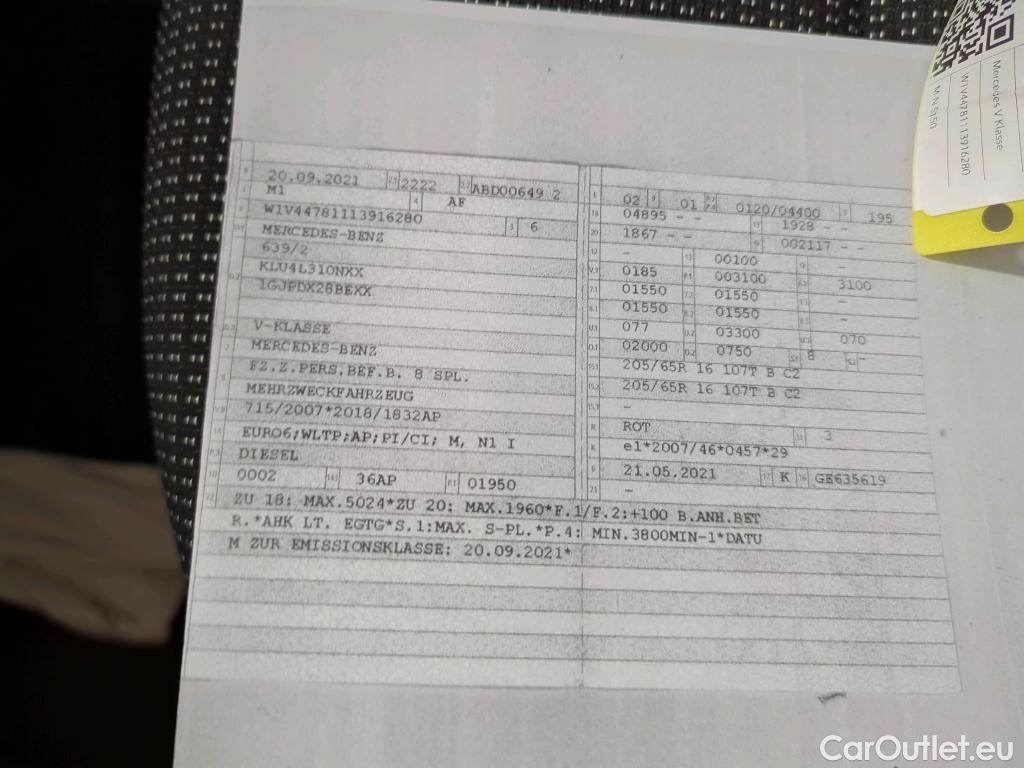 Mercedes V Klasse
W1V44781113916280
20.09.2021 2222 ABD00649 2
M1 AF
W1V44781113916280 6
MERCEDES-BENZ
639/2
KLU4L310NXX
1GJPDX28BEXX
V-KLASSE
MERCEDES-BENZ
FZ.Z.PERS.BEF.B. 8 SPL.
MEHRZWECKFAHRZEUG
715/2007*2018/1832AP
EURO6;WLTP;AP;PI/CI; M, N1 I
DIESEL
0002 36AP 01950
02 01 0120/04400 195
04895 - - 1928 - -
1867 - - 002117 - -
- 00100 -
0185 003100 3100
01550 01550 -
01550 01550 -
077 03300 070
02000 0750 8 -
205/65R 16 107T B C2
205/65R 16 107T B C2
-
ROT 3
e1*2007/46*0457*29
21.05.2021 K GE635619
-
ZU 18: MAX.5024*ZU 20: MAX.1960*F.1/F.2:+100 B.ANH.BET
R.*AHK LT. EGTG*S.1:MAX. S-PL.*P.4: MIN.3800MIN-1*DATU
M ZUR EMISSIONSKLASSE: 20.09.2021*
CarOutlet.eu